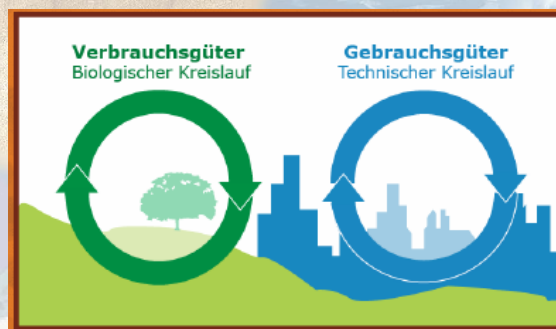 Verbrauchsgüter
Biologischer Kreislauf
Gebrauchsgüter
Technischer Kreislauf